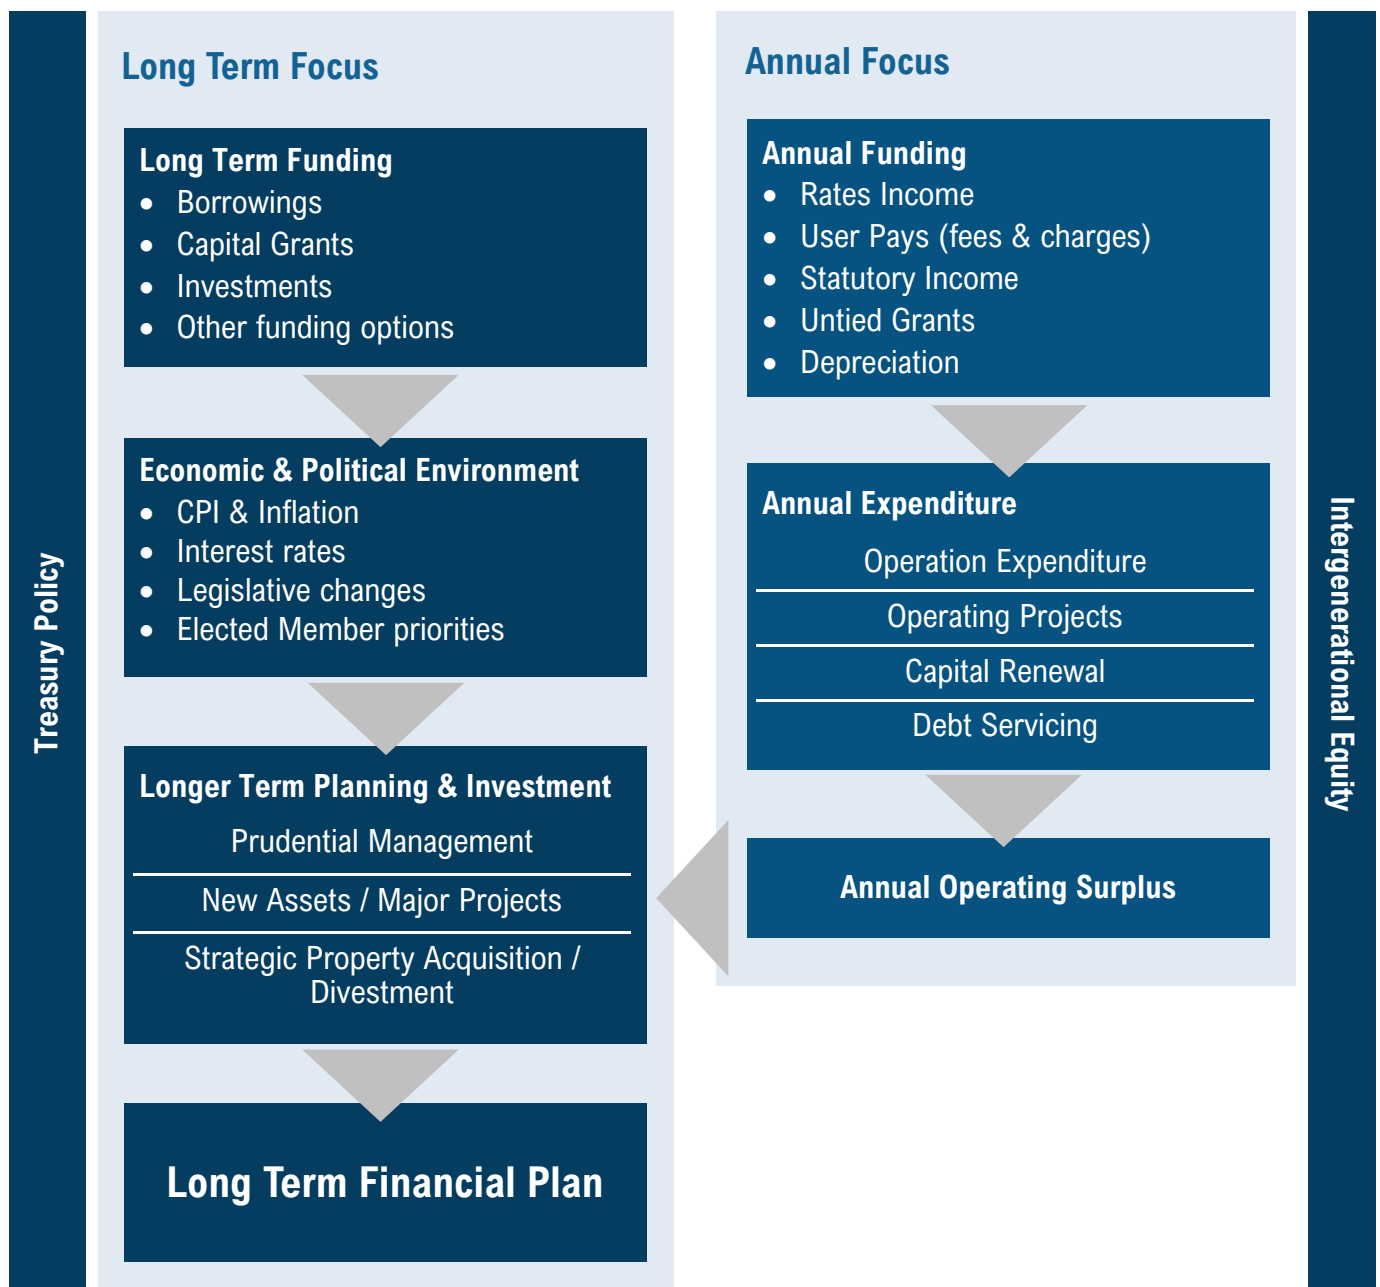 Treasury Policy
Long Term Focus
Long Term Funding
• Borrowings
• Capital Grants
• Investments
• Other funding options
Economic & Political Environment
• CPI & Inflation
• Interest rates
• Legislative changes
• Elected Member priorities
Longer Term Planning & Investment
Prudential Management
New Assets / Major Projects
Strategic Property Acquisition /
Divestment
Long Term Financial Plan
Annual Focus
Annual Funding
• Rates Income
• User Pays (fees & charges)
• Statutory Income
• Untied Grants
• Depreciation
Annual Expenditure
Operation Expenditure
Operating Projects
Capital Renewal
Debt Servicing
Annual Operating Surplus
Intergenerational Equity